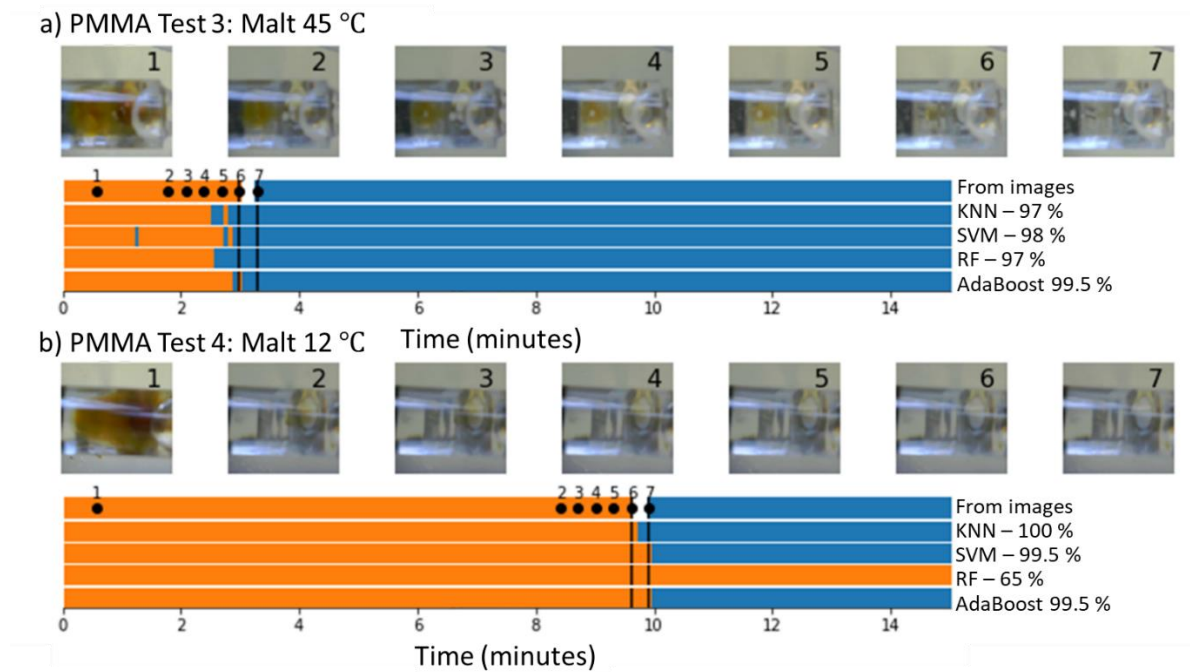 a) PMMA Test 3: Malt 45 ℃
1 2 3 4 5 6 7
1 2 3 4 5 6 7
From images
KNN – 97 %
SVM – 98 %
RF – 97 %
AdaBoost 99.5 %
0 2 4 6 8 10 12 14
Time (minutes)
b) PMMA Test 4: Malt 12 ℃
1 2 3 4 5 6 7
1 2 3 4 5 6 7
From images
KNN – 100 %
SVM – 99.5 %
RF – 65 %
AdaBoost 99.5 %
0 2 4 6 8 10 12 14
Time (minutes)